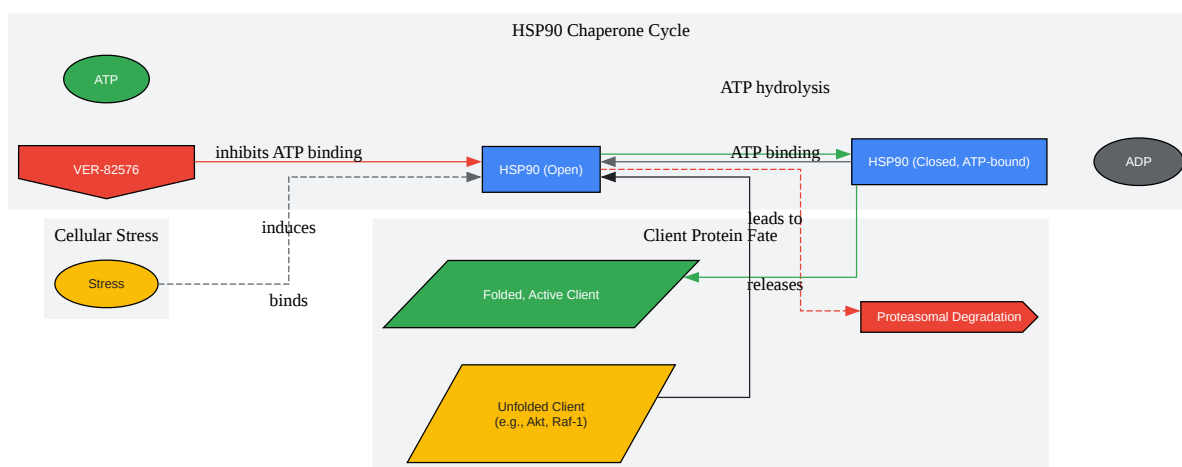 HSP90 Chaperone Cycle
ATP
ATP hydrolysis
VER-82576
inhibits ATP binding
HSP90 (Open)
ATP binding
HSP90 (Closed, ATP-bound)
ADP
Cellular Stress
induces
leads to
Client Protein Fate
Stress
binds
Folded, Active Client
releases
Proteasomal Degradation
Unfolded Client
(e.g., Akt, Raf-1)